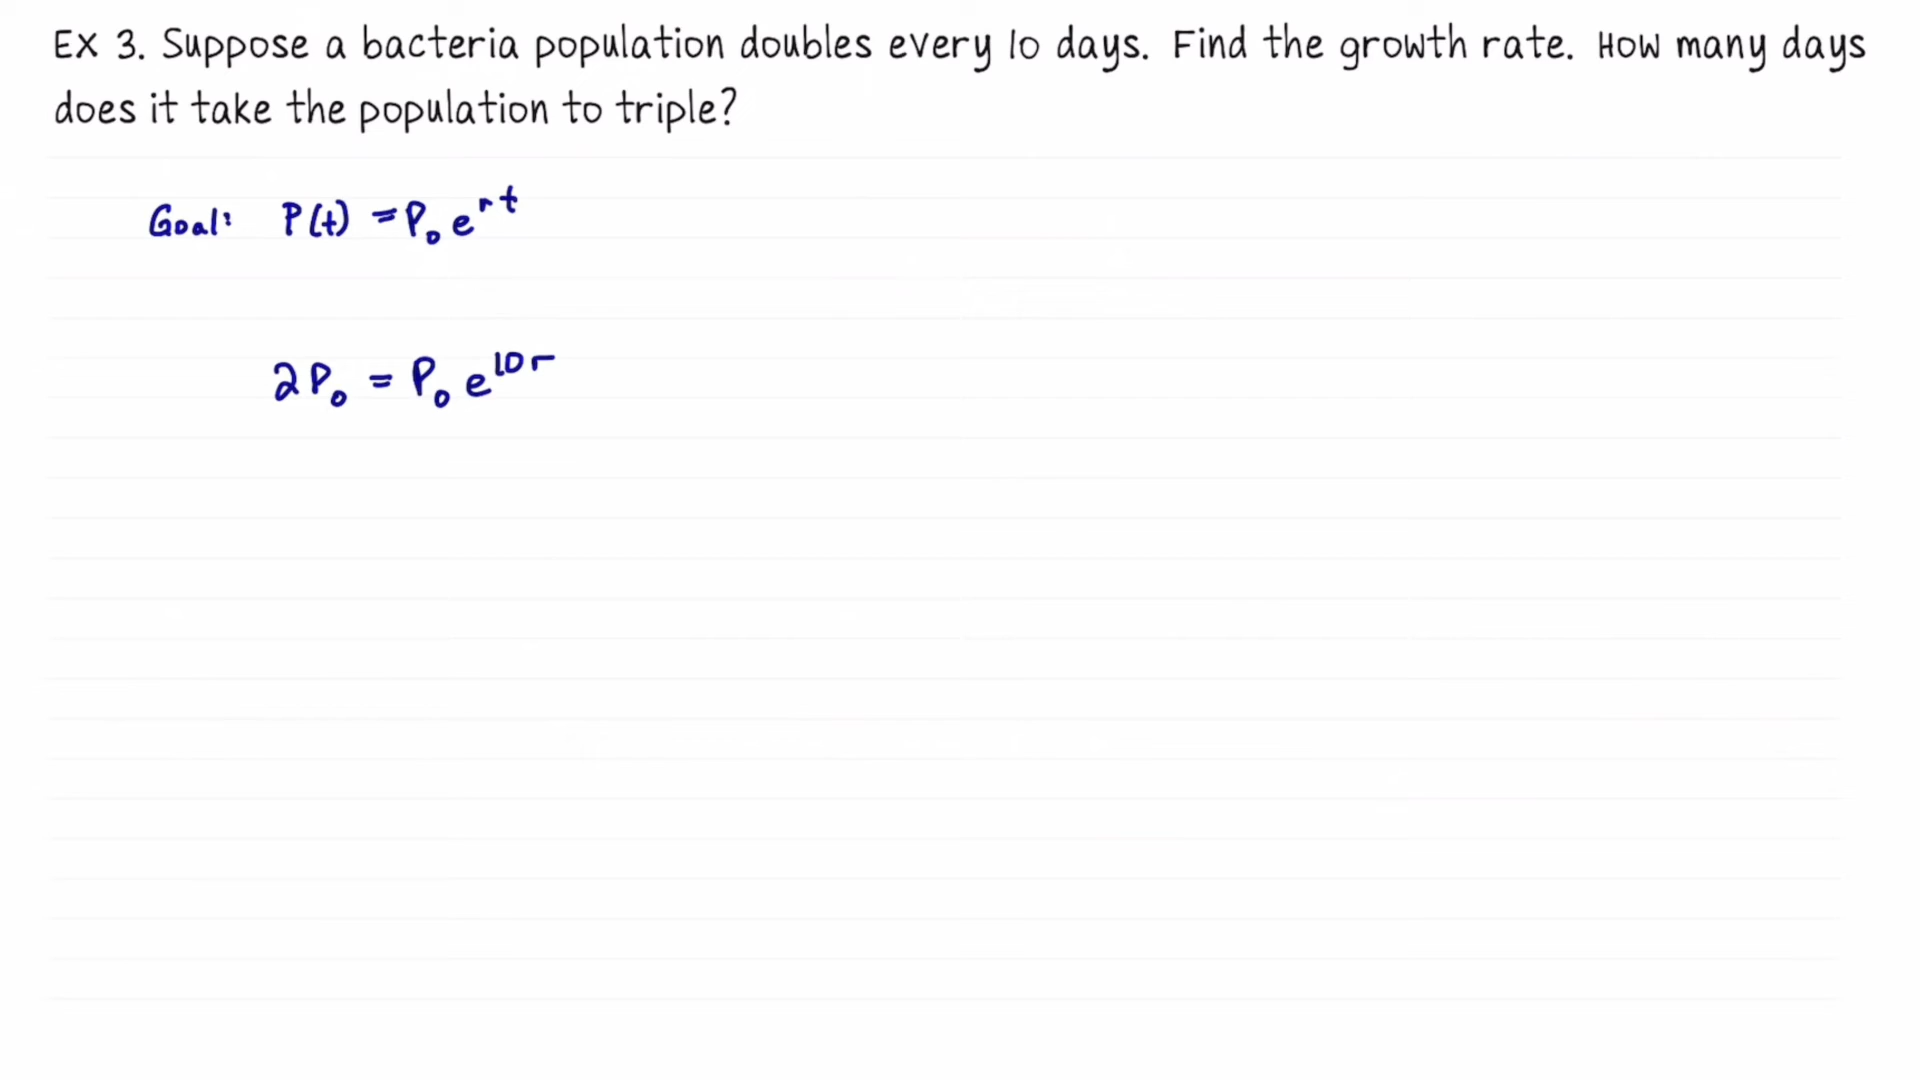 Ex 3. Suppose a bacteria population doubles every 10 days. Find the growth rate. How many days
does it take the population to triple?
Goal: P(t) = P₀ e^{rt}
2P₀ = P₀ e^{10r}